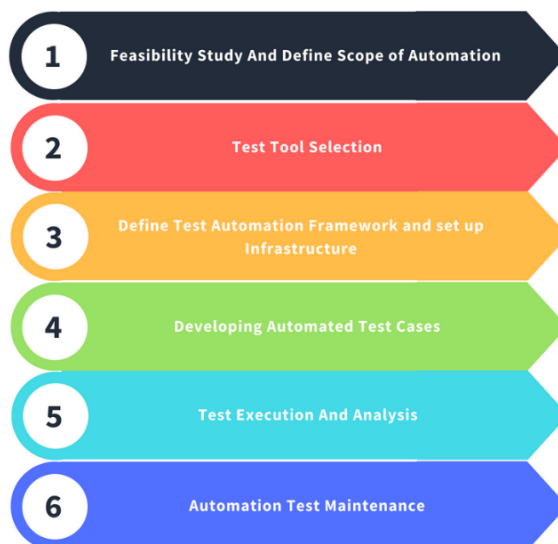 1
Feasibility Study And Define Scope of Automation
2
Test Tool Selection
3
Define Test Automation Framework and set up
Infrastructure
4
Developing Automated Test Cases
5
Test Execution And Analysis
6
Automation Test Maintenance